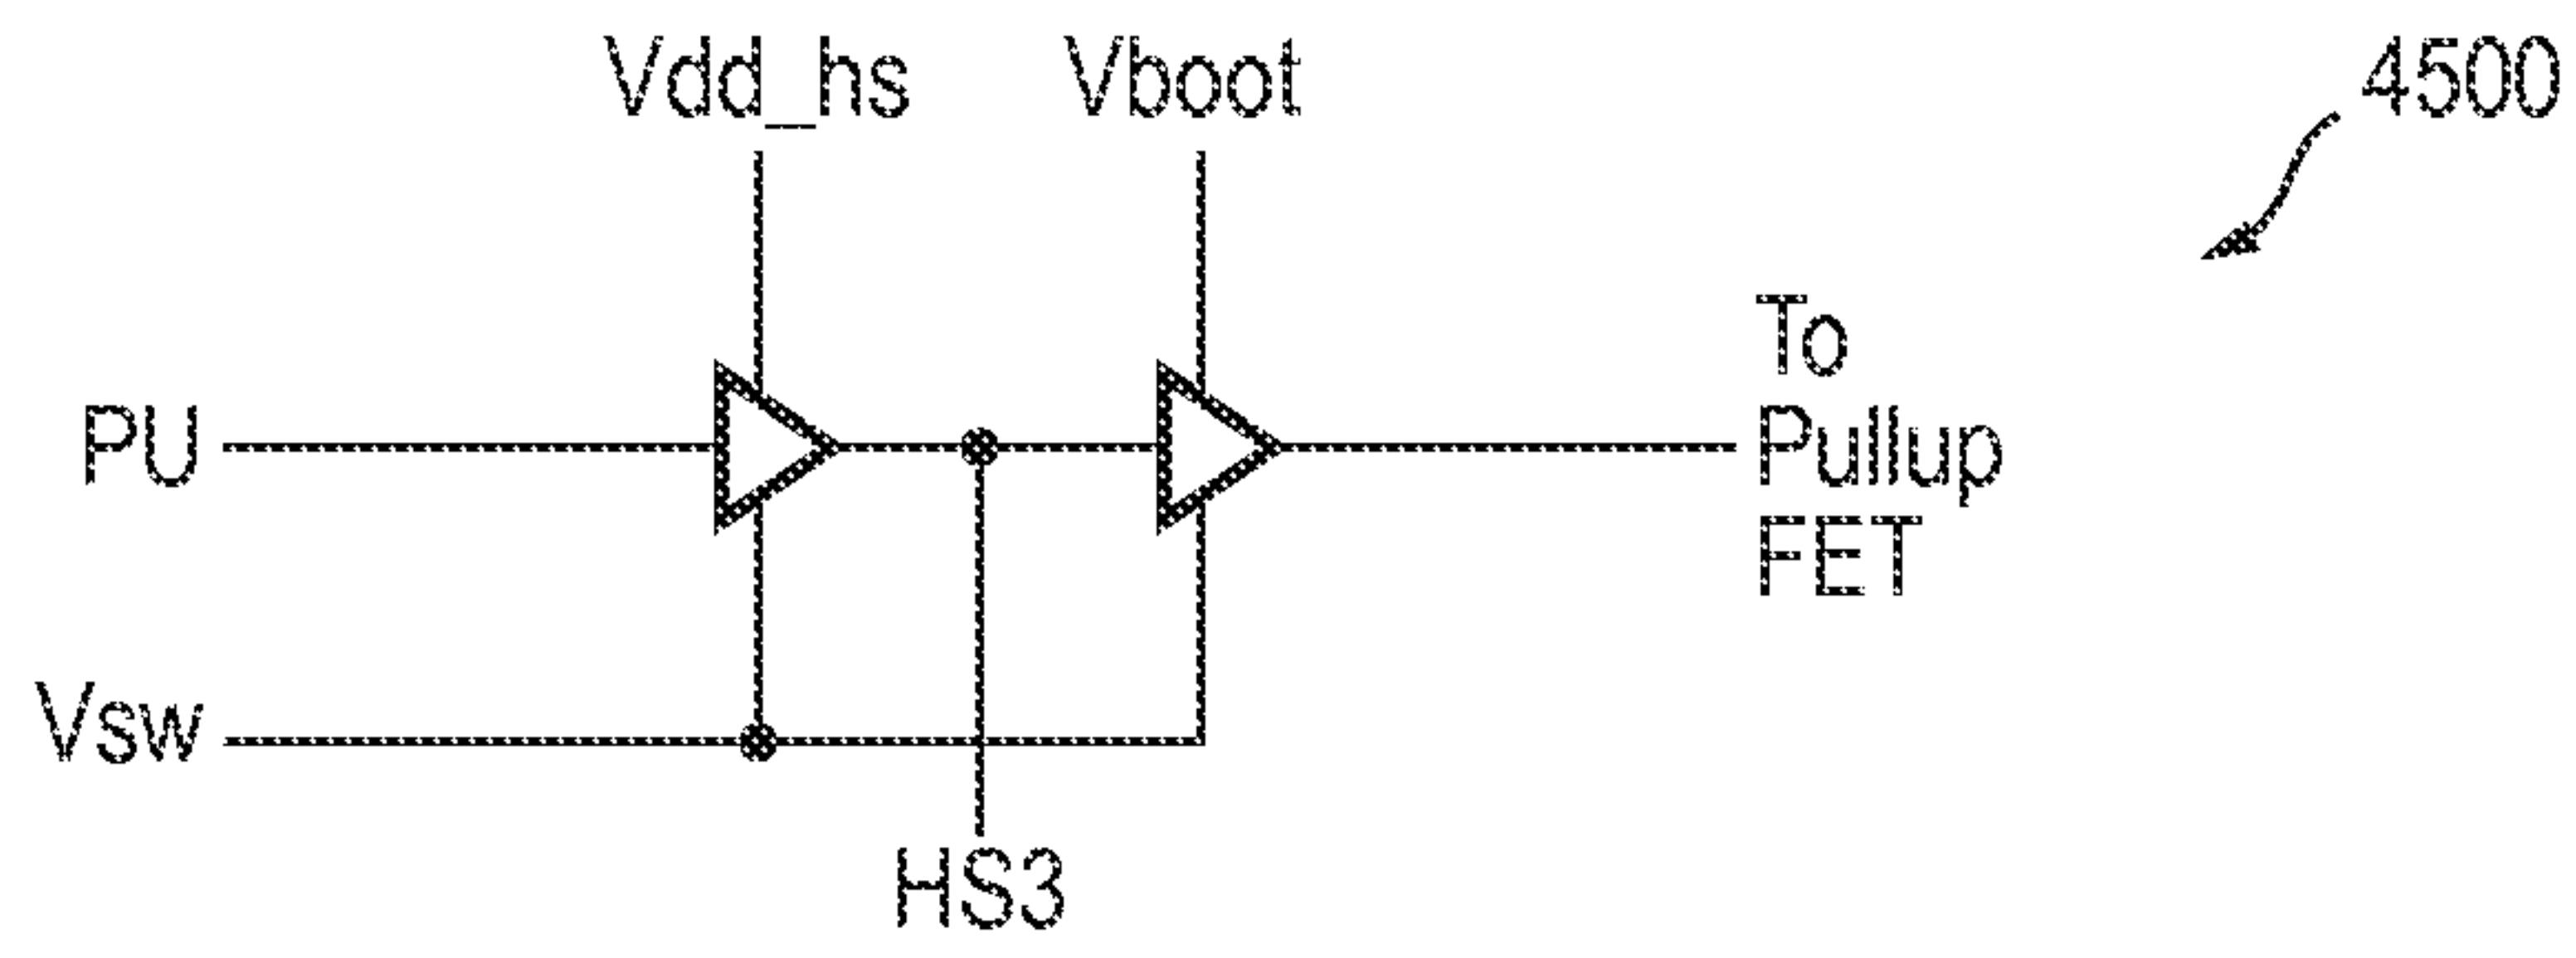 Vdd_hs
Vboot
4500
PU
To
Pullup
FET
Vsw
HS3